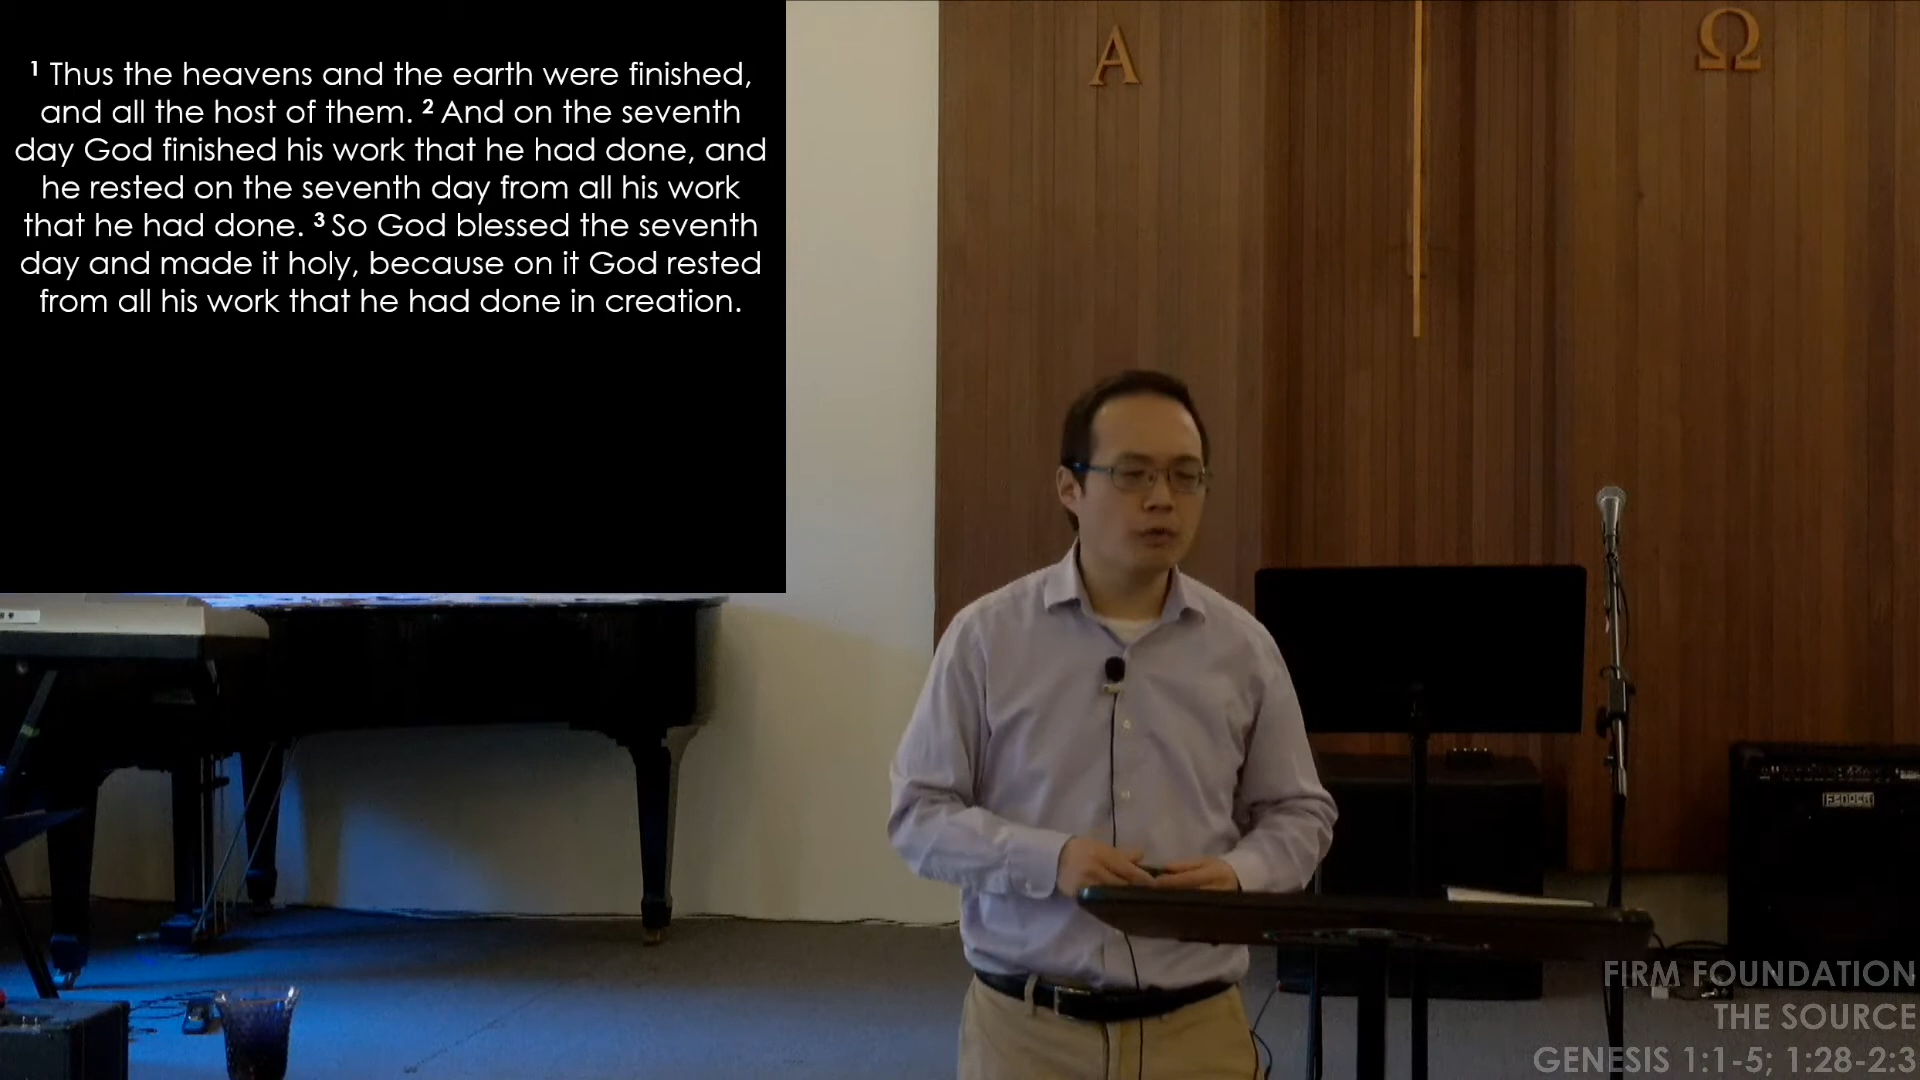 ¹ Thus the heavens and the earth were finished,
and all the host of them. ² And on the seventh
day God finished his work that he had done, and
he rested on the seventh day from all his work
that he had done. ³ So God blessed the seventh
day and made it holy, because on it God rested
from all his work that he had done in creation.
Α
Ω
Fender
FIRM FOUNDATION
THE SOURCE
GENESIS 1:1-5; 1:28-2:3